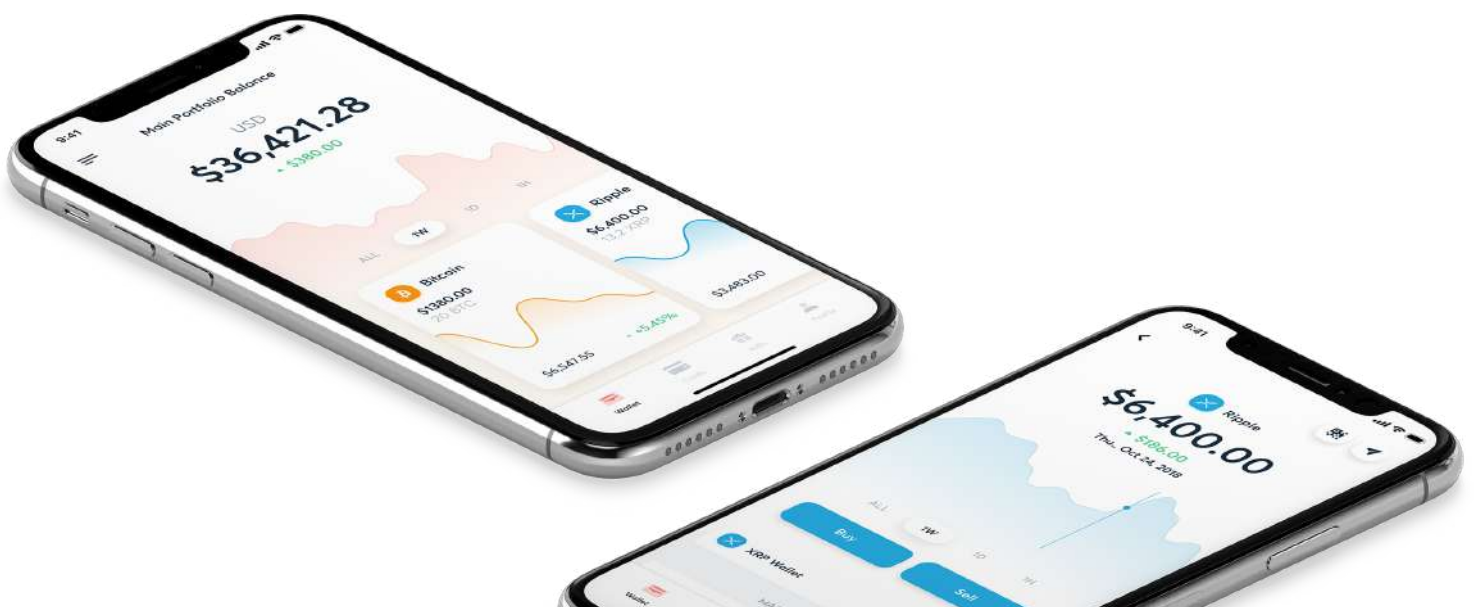 9:41
Main Portfolio Balance
USD
$36,421.28
$380.00
ALL 1W 1D 1H
Bitcoin
$1380.00
20 BTC
$6,547.55
+5.45%
Ripple
$6,400.00
13,2 XRP
$3,483.00
Wallet
9:41
Ripple
$6,400.00
$186.00
Thu., Oct 24, 2018
ALL 1W 1D 1H
Buy
Sell
XRP Wallet
Wallet